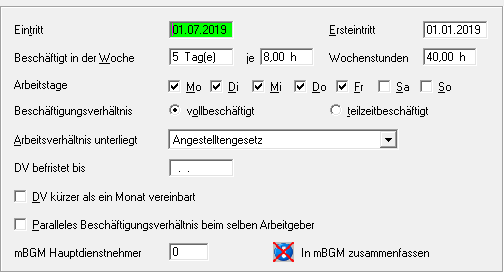 Eintritt 01.07.2019 Ersteintritt 01.01.2019
Beschäftigt in der Woche 5 Tag(e) je 8,00 h Wochenstunden 40,00 h
Arbeitstage Mo Di Mi Do Fr Sa So
Beschäftigungsverhältnis vollbeschäftigt teilzeitbeschäftigt
Arbeitsverhältnis unterliegt Angestelltengesetz
DV befristet bis . .
DV kürzer als ein Monat vereinbart
Paralleles Beschäftigungsverhältnis beim selben Arbeitgeber
mBGM Hauptdienstnehmer 0 In mBGM zusammenfassen